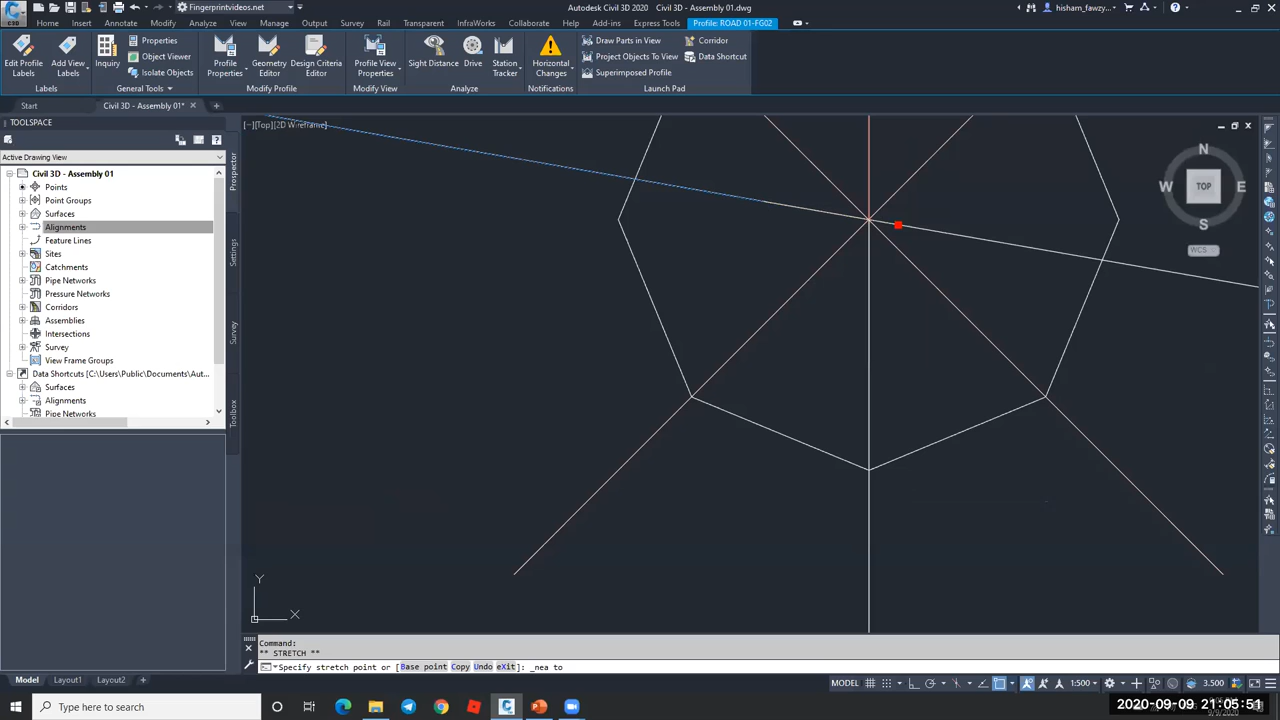 Fingerprintvideos.net
Autodesk Civil 3D 2020   Civil 3D - Assembly 01.dwg
hisham_fawzy...
C3D
Home Insert Annotate Modify Analyze View Manage Output Survey Rail Transparent InfraWorks Collaborate Help Add-ins Express Tools Profile: ROAD 01-FG02
Properties
Object Viewer
Isolate Objects
Edit Profile Labels
Add View Labels
Inquiry
Profile Properties
Geometry Editor
Design Criteria Editor
Profile View Properties
Sight Distance
Drive
Station Tracker
Horizontal Changes
Draw Parts in View
Project Objects To View
Superimposed Profile
Corridor
Data Shortcut
Labels
General Tools
Modify Profile
Modify View
Analyze
Notifications
Launch Pad
Start
Civil 3D - Assembly 01*
TOOLSPACE
Active Drawing View
Civil 3D - Assembly 01
Points
Point Groups
Surfaces
Alignments
Feature Lines
Sites
Catchments
Pipe Networks
Pressure Networks
Corridors
Assemblies
Intersections
Survey
View Frame Groups
Data Shortcuts [C:\Users\Public\Documents\Aut...
Surfaces
Alignments
Pipe Networks
Prospector
Settings
Survey
Toolbox
[−][Top][2D Wireframe]
N
W TOP E
S
WCS
Y
X
Command:
** STRETCH **
Specify stretch point or [Base point Copy Undo eXit]: _nea to
Model Layout1 Layout2
MODEL
1:500
3.500
Type here to search
2020-09-09 21:05:51